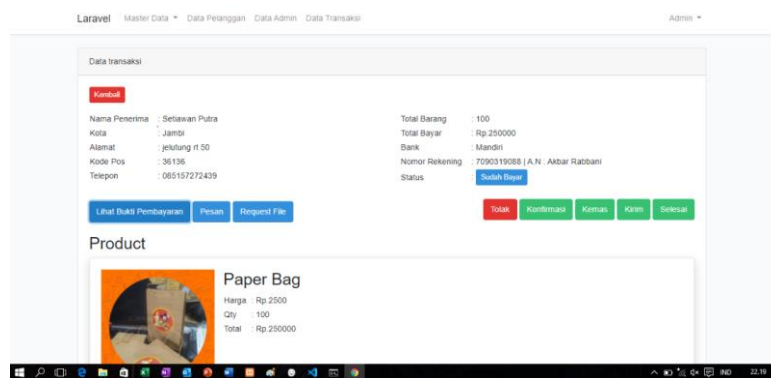 Laravel Master Data Data Pelanggan Data Admin Data Transaksi Admin
Data transaksi
Kembali
Nama Penerima : Setiawan Putra
Kota : Jambi
Alamat : jelutung rt 50
Kode Pos : 36136
Telepon : 085157272439
Total Barang : 100
Total Bayar : Rp.250000
Bank : Mandiri
Nomor Rekening : 7090319088 | A.N : Akbar Rabbani
Status : Sudah Bayar
Lihat Bukti Pembayaran Pesan Request File
Tolak Konfirmasi Kemas Kirim Selesai
Product
Paper Bag
Harga : Rp.2500
Qty : 100
Total : Rp.250000
IND 22.19